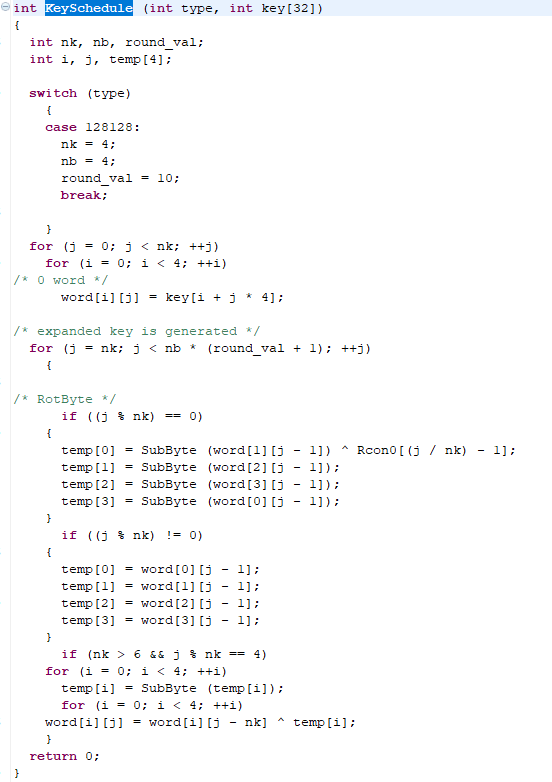 int KeySchedule (int type, int key[32])
{
  int nk, nb, round_val;
  int i, j, temp[4];

  switch (type)
    {
    case 128128:
      nk = 4;
      nb = 4;
      round_val = 10;
      break;

    }
  for (j = 0; j < nk; ++j)
    for (i = 0; i < 4; ++i)
/* 0 word */
      word[i][j] = key[i + j * 4];

/* expanded key is generated */
  for (j = nk; j < nb * (round_val + 1); ++j)
    {

/* RotByte */
      if ((j % nk) == 0)
    {
      temp[0] = SubByte (word[1][j - 1]) ^ Rcon0[(j / nk) - 1];
      temp[1] = SubByte (word[2][j - 1]);
      temp[2] = SubByte (word[3][j - 1]);
      temp[3] = SubByte (word[0][j - 1]);
    }
      if ((j % nk) != 0)
    {
      temp[0] = word[0][j - 1];
      temp[1] = word[1][j - 1];
      temp[2] = word[2][j - 1];
      temp[3] = word[3][j - 1];
    }
      if (nk > 6 && j % nk == 4)
    for (i = 0; i < 4; ++i)
      temp[i] = SubByte (temp[i]);
      for (i = 0; i < 4; ++i)
    word[i][j] = word[i][j - nk] ^ temp[i];
    }
  return 0;
}